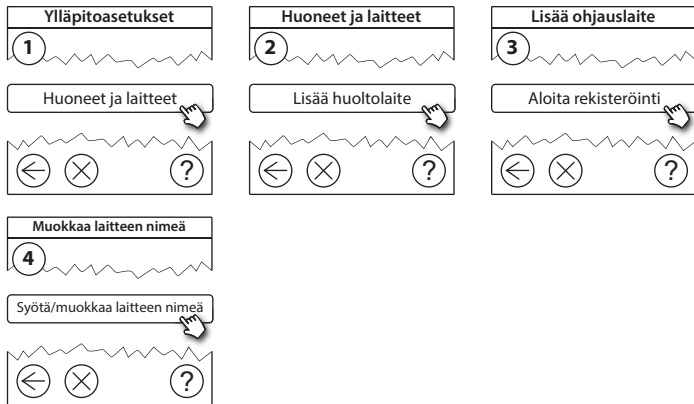 Ylläpitoasetukset
1
Huoneet ja laitteet
?
Huoneet ja laitteet
2
Lisää huoltolaite
?
Lisää ohjauslaite
3
Aloita rekisteröinti
?
Muokkaa laitteen nimeä
4
Syötä/muokkaa laitteen nimeä
?